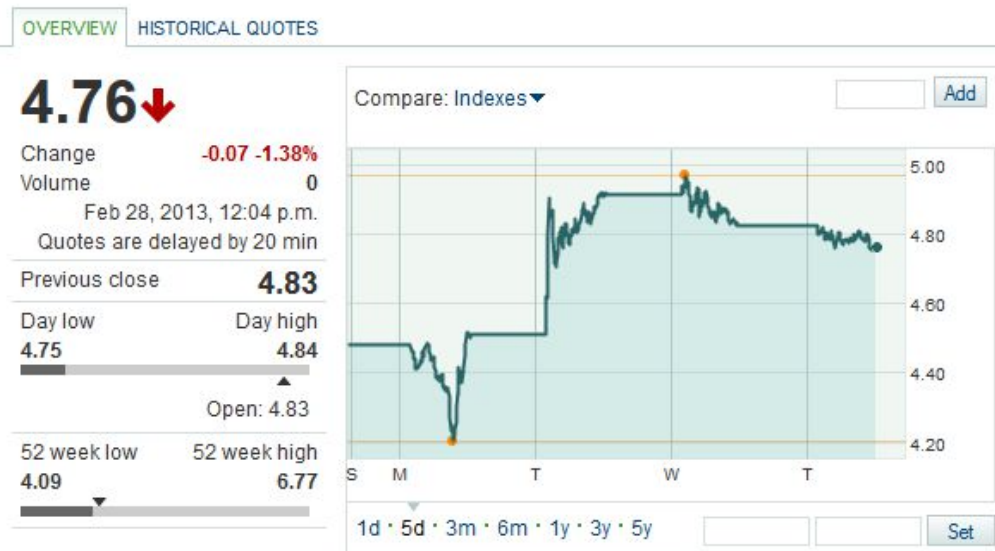 OVERVIEW HISTORICAL QUOTES
4.76
Change -0.07 -1.38%
Volume 0
Feb 28, 2013, 12:04 p.m.
Quotes are delayed by 20 min
Previous close 4.83
Day low Day high
4.75 4.84
Open: 4.83
52 week low 52 week high
4.09 6.77
Compare: Indexes Add
5.00
4.80
4.60
4.40
4.20
S M T W T
1d · 5d · 3m · 6m · 1y · 3y · 5y Set